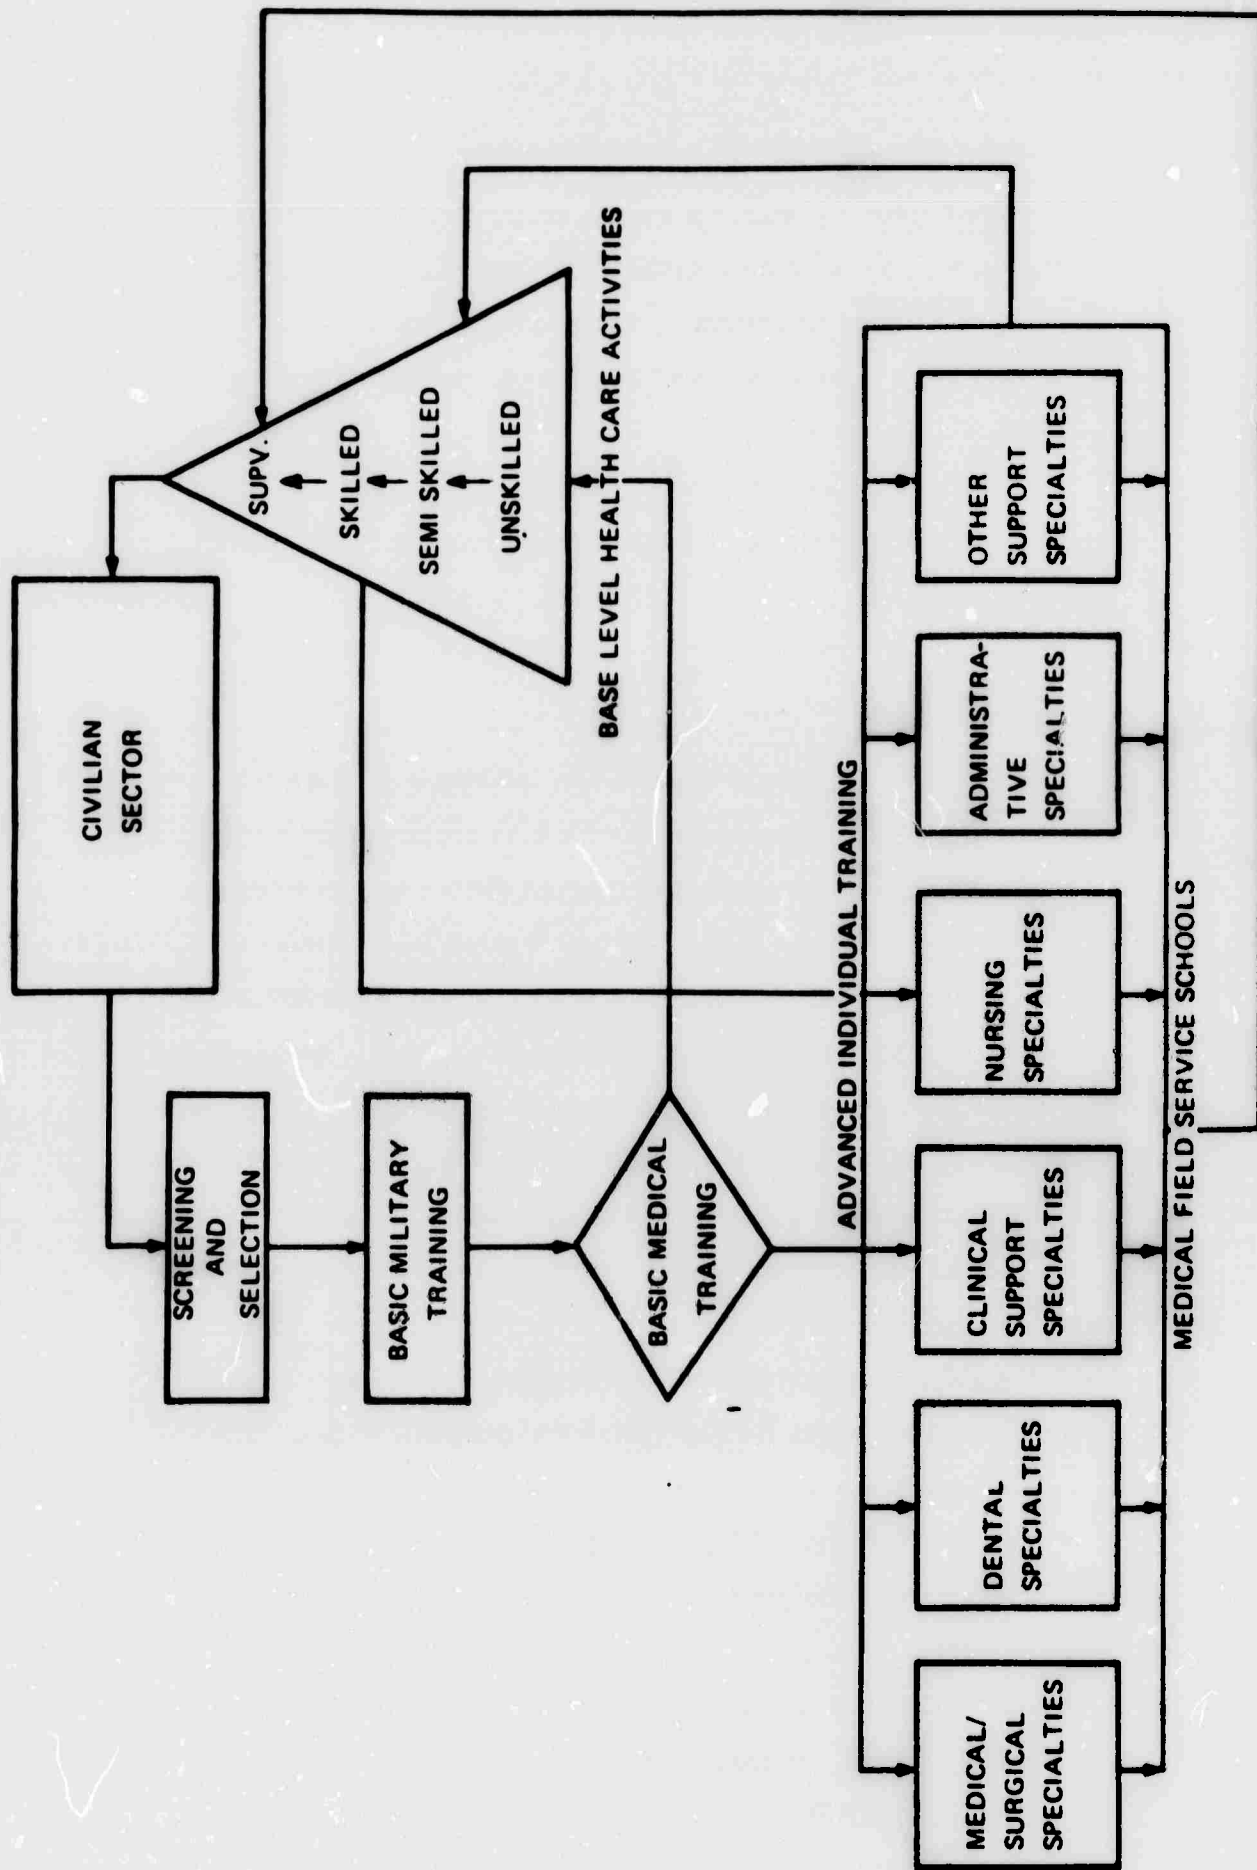 CIVILIAN
SECTOR
SCREENING
AND
SELECTION
BASIC MILITARY
TRAINING
BASIC MEDICAL
TRAINING
SUPV.
SKILLED
SEMI SKILLED
UNSKILLED
BASE LEVEL HEALTH CARE ACTIVITIES
ADVANCED INDIVIDUAL TRAINING
MEDICAL/
SURGICAL
SPECIALTIES
DENTAL
SPECIALTIES
CLINICAL
SUPPORT
SPECIALTIES
NURSING
SPECIALTIES
ADMINISTRA-
TIVE
SPECIALTIES
OTHER
SUPPORT
SPECIALTIES
MEDICAL FIELD SERVICE SCHOOLS